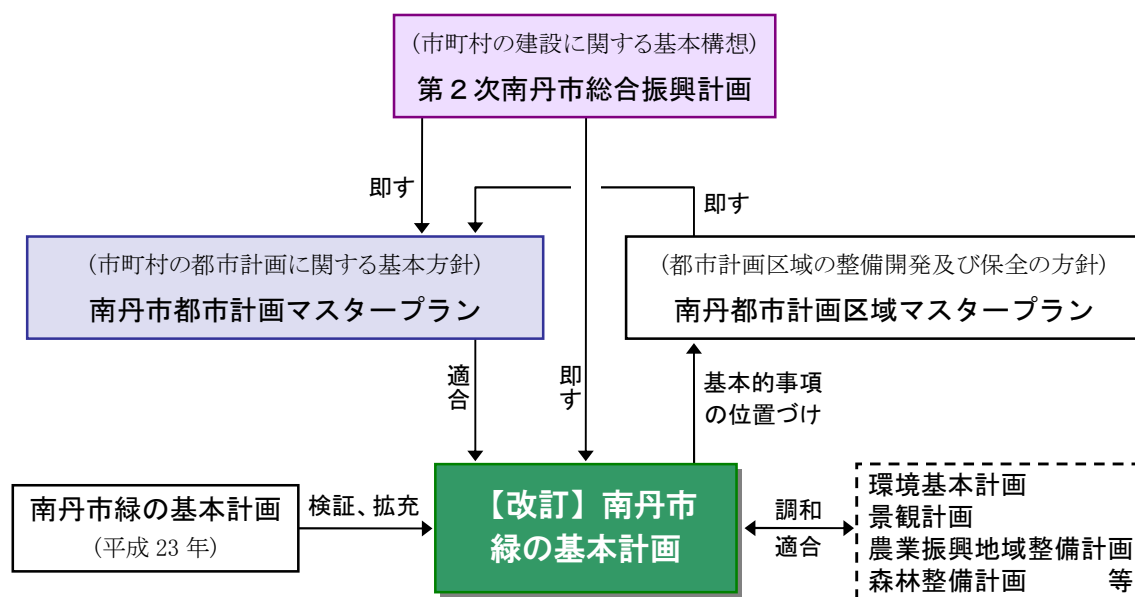 (市町村の建設に関する基本構想)
第２次南丹市総合振興計画
即す
即す
(市町村の都市計画に関する基本方針)
南丹市都市計画マスタープラン
(都市計画区域の整備開発及び保全の方針)
南丹都市計画区域マスタープラン
適合
即す
基本的事項
の位置づけ
南丹市緑の基本計画
(平成 23 年)
検証、拡充
【改訂】南丹市
緑の基本計画
調和
適合
環境基本計画
景観計画
農業振興地域整備計画
森林整備計画　　　等